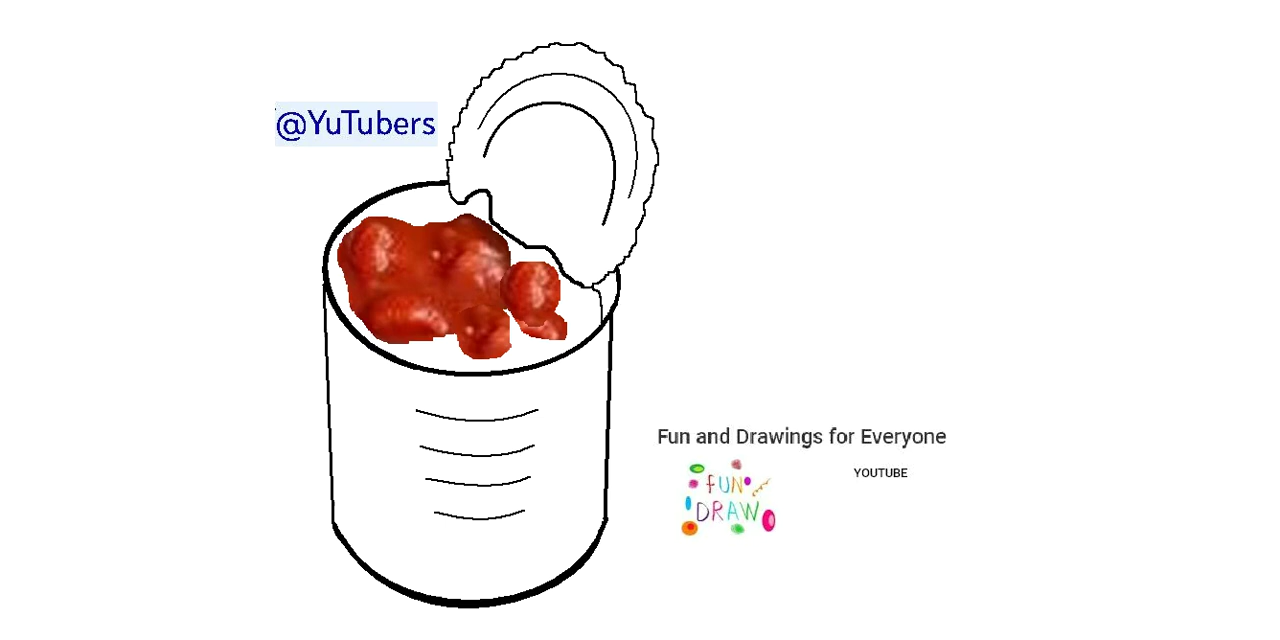 @YuTubers
Fun and Drawings for Everyone
YOUTUBE
fUN
DRAW